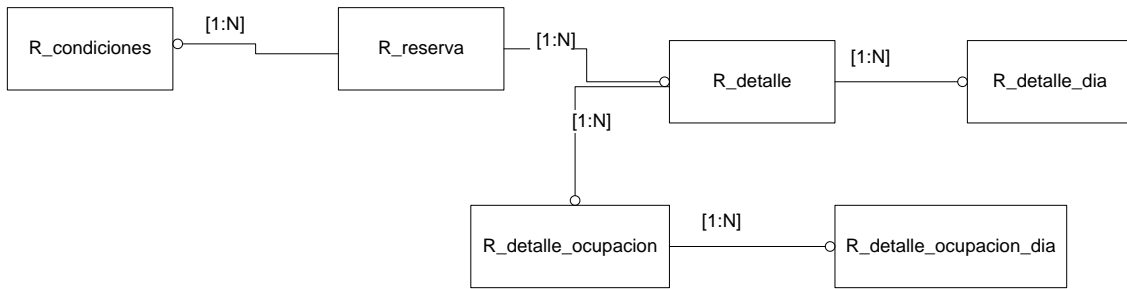 [1:N]
R_condiciones
R_reserva
[1:N]
[1:N]
R_detalle
R_detalle_dia
[1:N]
[1:N]
R_detalle_ocupacion
R_detalle_ocupacion_dia